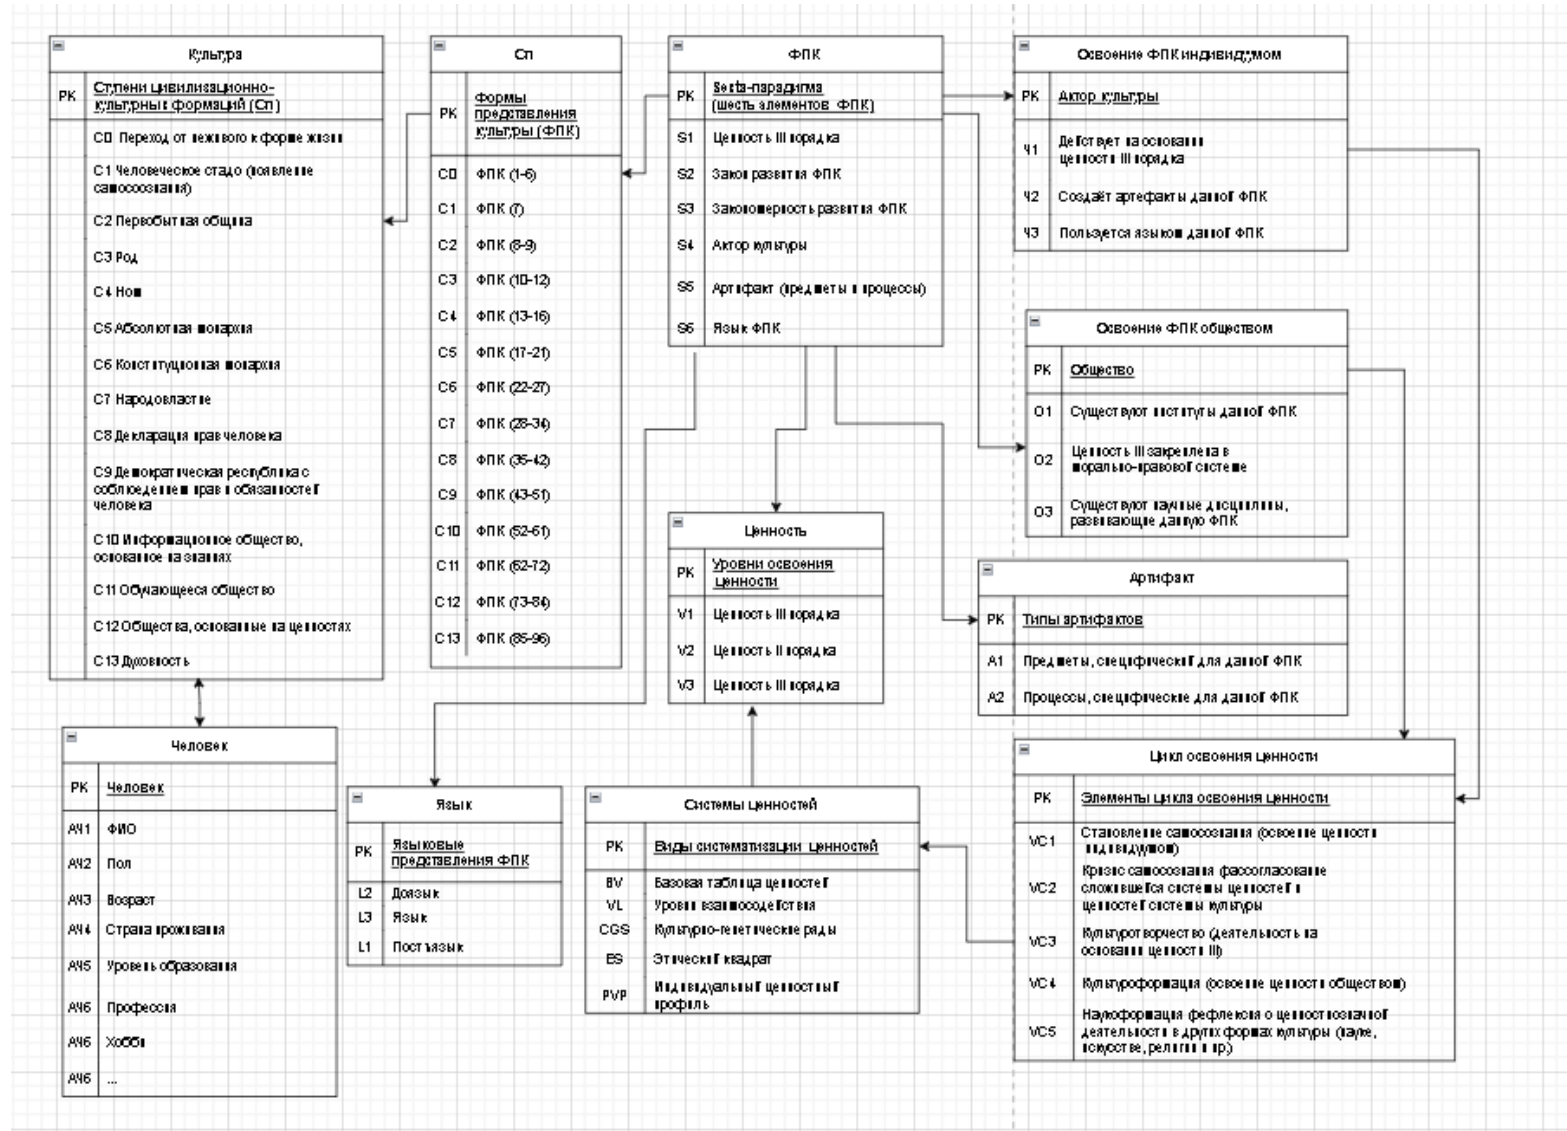 Культура
PK Ступени цивилизационно-
культурных формаций (Сп)
С0 Переход от неживого к форме жизни
С1 Человеческое стадо (появление
самосознания)
С2 Первобытная община
С3 Род
С4 Ном
С5 Абсолютная монархия
С6 Конституционная монархия
С7 Народовластие
С8 Декларация прав человека
С9 Демократическая республика с
соблюдением прав и обязанностей
человека
С10 Информационное общество,
основанное на знаниях
С11 Обучающееся общество
С12 Общества, основанные на ценностях
С13 Духовность
Сп
PK Формы
представления
культуры (ФПК)
С0 ФПК (1-6)
С1 ФПК (7)
С2 ФПК (8-9)
С3 ФПК (10-12)
С4 ФПК (13-16)
С5 ФПК (17-21)
С6 ФПК (22-27)
С7 ФПК (28-34)
С8 ФПК (35-42)
С9 ФПК (43-51)
С10 ФПК (52-61)
С11 ФПК (62-72)
С12 ФПК (73-84)
С13 ФПК (85-96)
ФПК
PK Sexta-парадигма
(шесть элементов ФПК)
S1 Ценность III порядка
S2 Закон развития ФПК
S3 Закономерность развития ФПК
S4 Актор культуры
S5 Артифакт (предметы и процессы)
S6 Язык ФПК
Освоение ФПК индивидуумом
PK Актор культуры
Ч1 Действует на основании
ценности III порядка
Ч2 Создаёт артефакты данной ФПК
Ч3 Пользуется языком данной ФПК
Освоение ФПК обществом
PK Общество
О1 Существуют институты данной ФПК
О2 Ценность III закреплена в
морально-правовой системе
О3 Существуют научные дисциплины,
развивающие данную ФПК
Ценность
PK Уровни освоения
ценности
V1 Ценность III порядка
V2 Ценность II порядка
V3 Ценность III порядка
Артифакт
PK Типы артифактов
A1 Предметы, специфический для данной ФПК
A2 Процессы, специфические для данной ФПК
Человек
PK Человек
АЧ1 ФИО
АЧ2 Пол
АЧ3 Возраст
АЧ4 Страна проживания
АЧ5 Уровень образования
АЧ6 Профессия
АЧ6 Хобби
АЧ6 ...
Язык
PK Языковые
представления ФПК
L2 Доязык
L3 Язык
L1 Постъязык
Системы ценностей
PK Виды систематизации ценностей
BV Базовая таблица ценностей
VL Уровни взаимосодействия
CGS Культурно-генетические ряды
ES Этический квадрат
PVP Индивидуальный ценностный
профиль
Цикл освоения ценности
PK Элементы цикла освоения ценности
VC1 Становление самосознания (освоение ценности
индивидуумом)
VC2 Кризис самосознания (рассогласование
сложившейся системы ценностей и
ценностей системы культуры
VC3 Культуротворчество (деятельность на
основании ценности III)
VC4 Культуроформация (освоение ценности обществом)
VC5 Наукоформация (рефлексия о ценностнозначной
деятельности в других формах культуры (науке,
искусстве, религии и пр.)